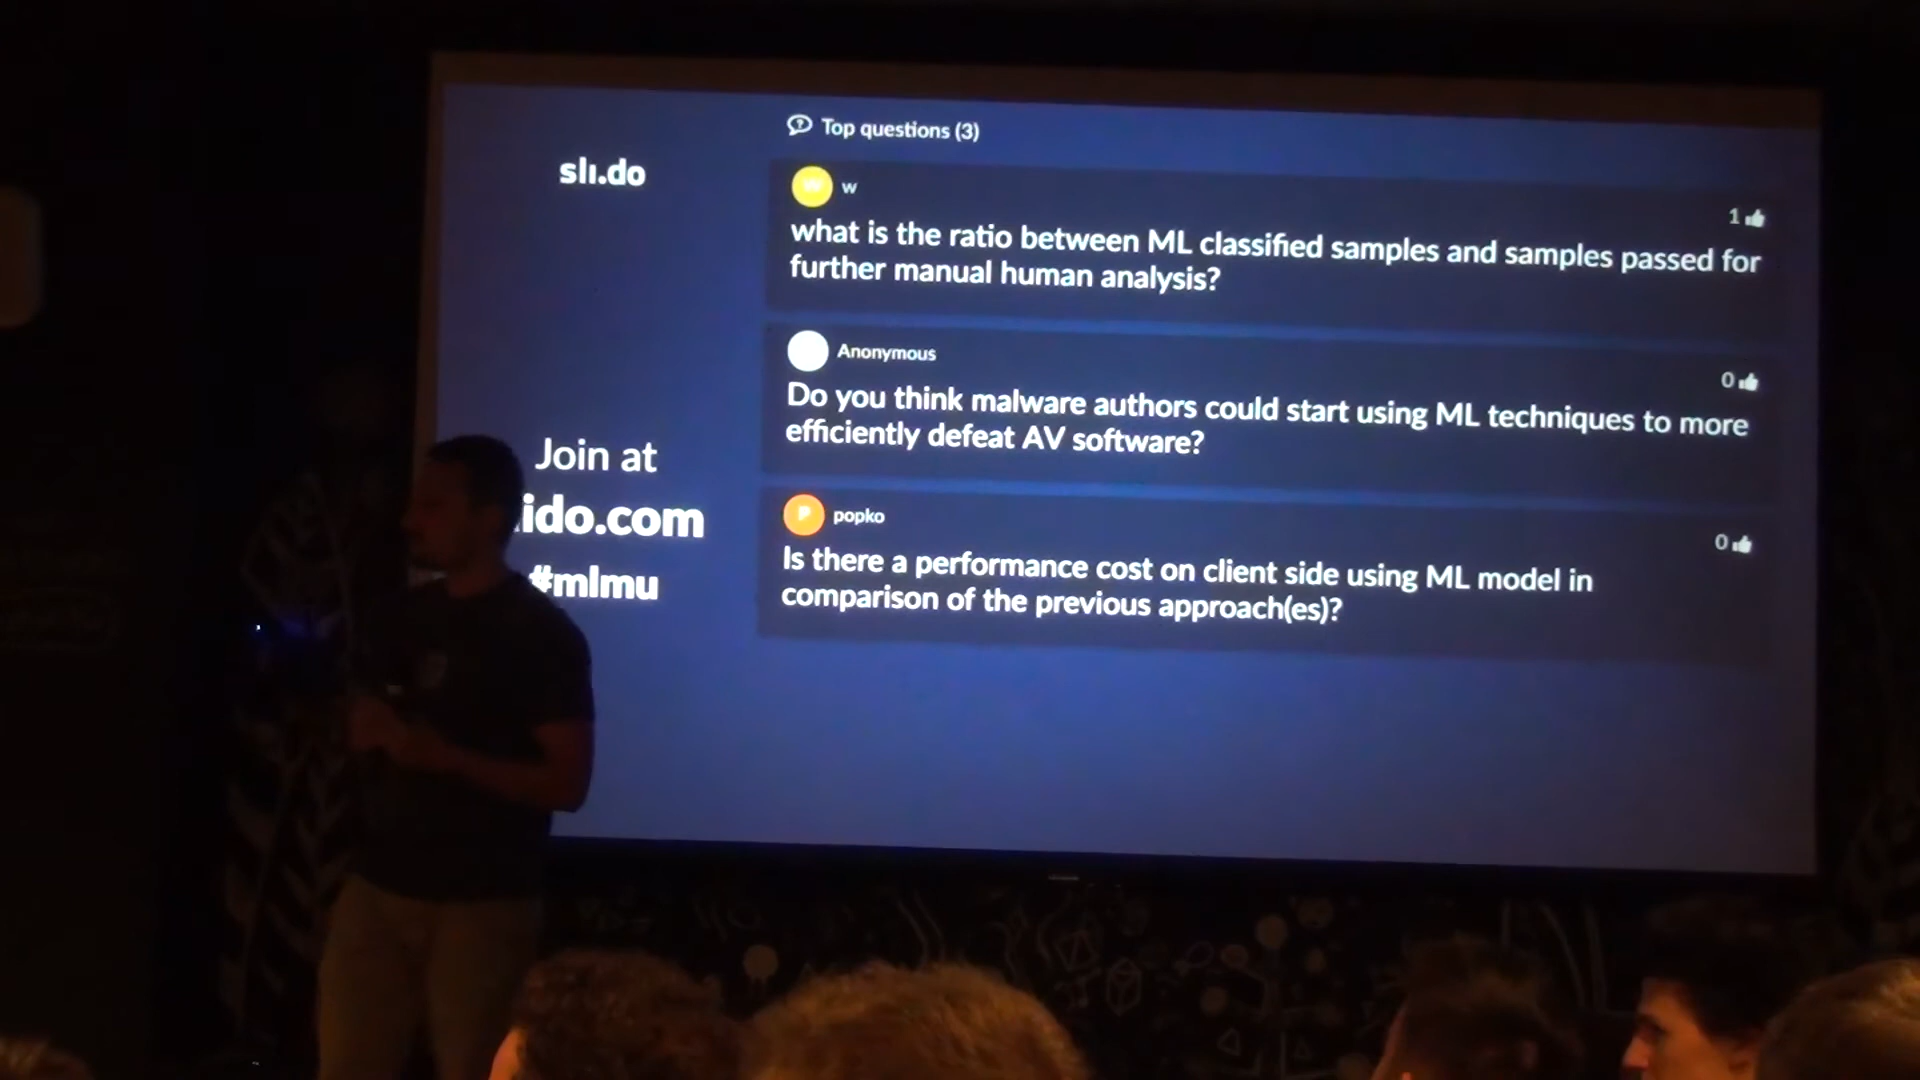 Top questions (3)
sli.do
w
1
what is the ratio between ML classified samples and samples passed for
further manual human analysis?
Anonymous
0
Do you think malware authors could start using ML techniques to more
efficiently defeat AV software?
P popko
0
Is there a performance cost on client side using ML model in
comparison of the previous approach(es)?
Join at
ido.com
#mlmu